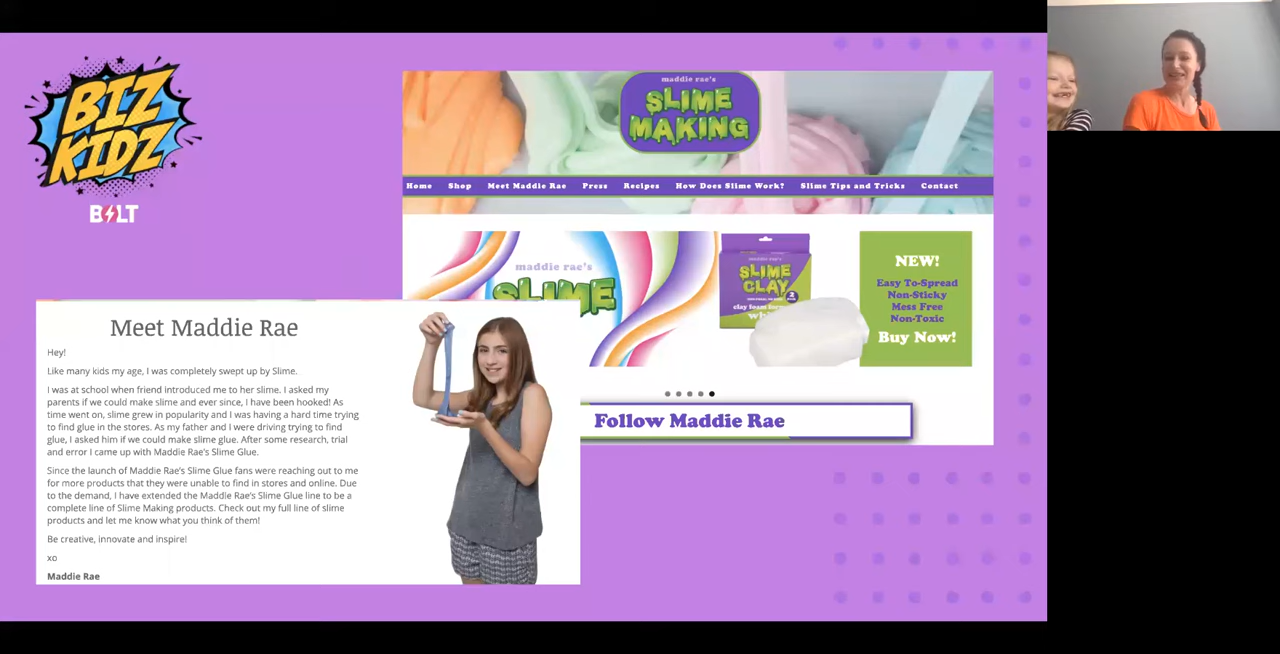 BIZ
KIDZ
BOLT
maddie rae's
SLIME
MAKING
Home Shop Meet Maddie Rae Press Recipes How Does Slime Work? Slime Tips and Tricks Contact
maddie rae's
SLIME
MADDIE RAE'S
SLIME
CLAY
clay foam
whi
2
NEW!
Easy To-Spread
Non-Sticky
Mess Free
Non-Toxic
Buy Now!
Follow Maddie Rae
Meet Maddie Rae
Hey!
Like many kids my age, I was completely swept up by Slime.
I was at school when friend introduced me to her slime. I asked my
parents if we could make slime and ever since, I have been hooked! As
time went on, slime grew in popularity and I was having a hard time trying
to find glue in the stores. As my father and I were driving trying to find
glue, I asked him if we could make slime glue. After some research, trial
and error I came up with Maddie Rae's Slime Glue.
Since the launch of Maddie Rae's Slime Glue fans were reaching out to me
for more products that they were unable to find in stores and online. Due
to the demand, I have extended the Maddie Rae's Slime Glue line to be a
complete line of Slime Making products. Check out my full line of slime
products and let me know what you think of them!
Be creative, innovate and inspire!
xo
Maddie Rae